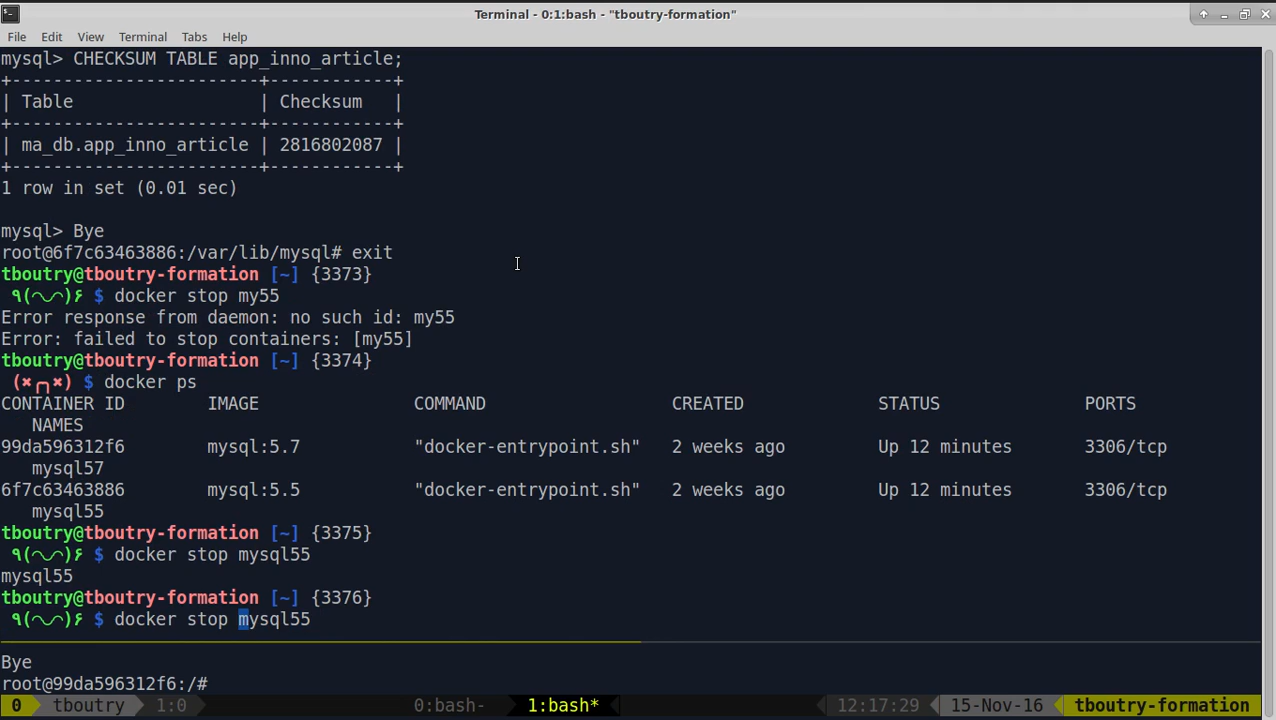 Terminal - 0:1:bash - "tboutry-formation"
File Edit View Terminal Tabs Help
mysql> CHECKSUM TABLE app_inno_article;
+------------------------+------------+
| Table                  | Checksum   |
+------------------------+------------+
| ma_db.app_inno_article | 2816802087 |
+------------------------+------------+
1 row in set (0.01 sec)
mysql> Bye
root@6f7c63463886:/var/lib/mysql# exit
tboutry@tboutry-formation [~] {3373}
٩(◠◡◠)۶ $ docker stop my55
Error response from daemon: no such id: my55
Error: failed to stop containers: [my55]
tboutry@tboutry-formation [~] {3374}
(✖╭╮✖) $ docker ps
CONTAINER ID        IMAGE               COMMAND                  CREATED             STATUS              PORTS
   NAMES
99da596312f6        mysql:5.7           "docker-entrypoint.sh"   2 weeks ago         Up 12 minutes       3306/tcp
   mysql57
6f7c63463886        mysql:5.5           "docker-entrypoint.sh"   2 weeks ago         Up 12 minutes       3306/tcp
   mysql55
tboutry@tboutry-formation [~] {3375}
٩(◠◡◠)۶ $ docker stop mysql55
mysql55
tboutry@tboutry-formation [~] {3376}
٩(◠◡◠)۶ $ docker stop mysql55
Bye
root@99da596312f6:/#
0 tboutry 1:0 0:bash- 1:bash* 12:17:29 15-Nov-16 tboutry-formation